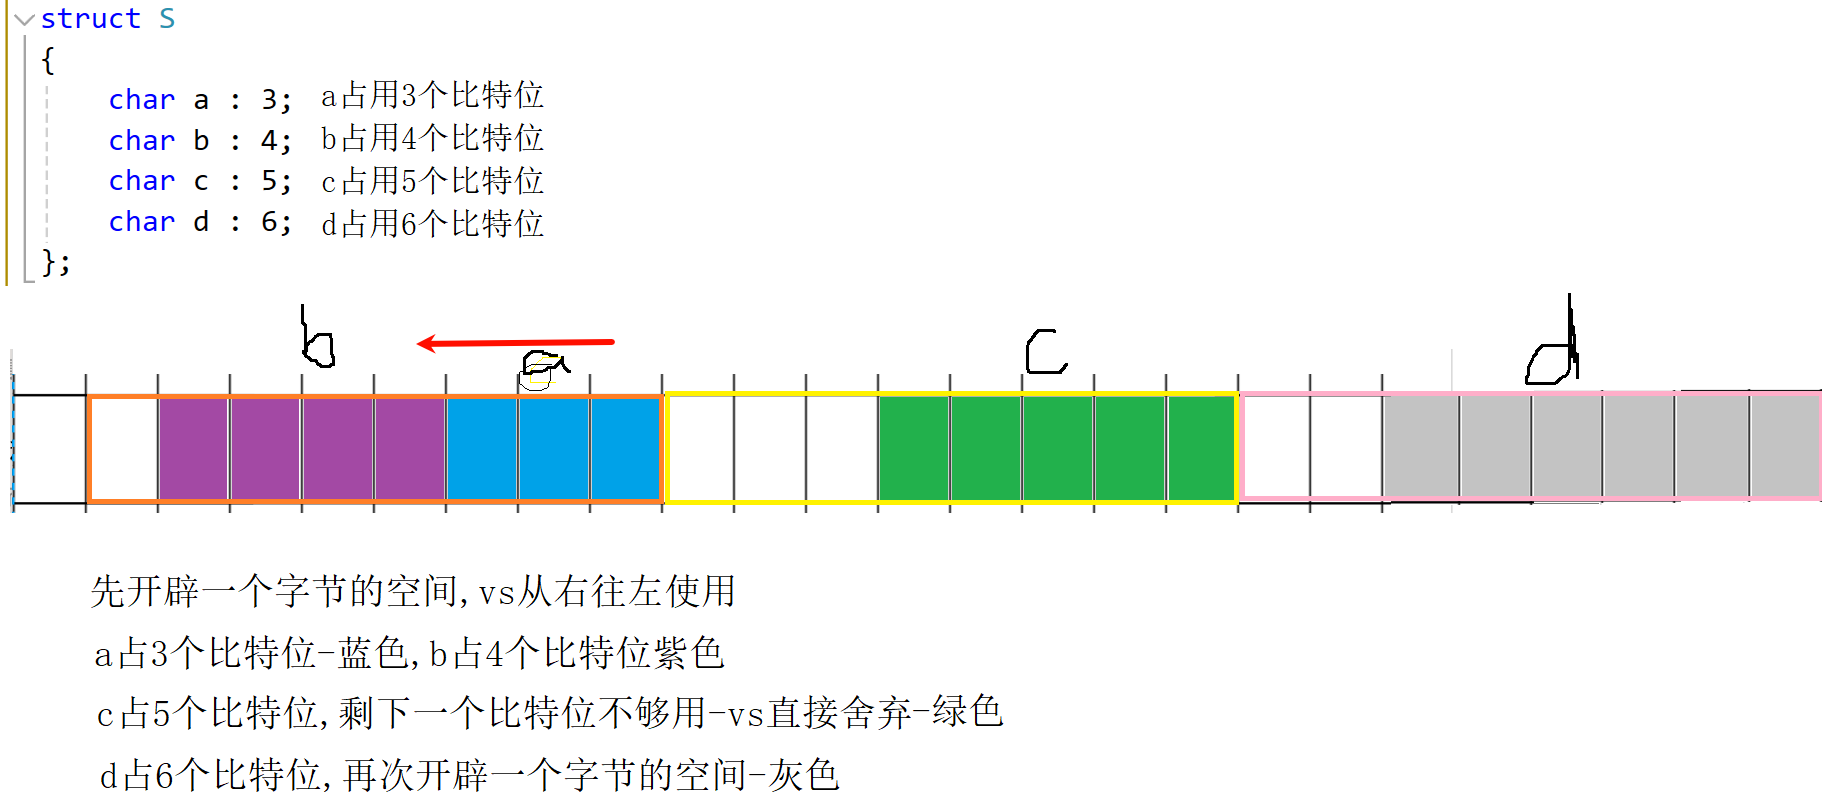 struct S
{
char a : 3; a占用3个比特位
char b : 4; b占用4个比特位
char c : 5; c占用5个比特位
char d : 6; d占用6个比特位
};
b a c d
先开辟一个字节的空间,vs从右往左使用
a占3个比特位-蓝色,b占4个比特位紫色
c占5个比特位,剩下一个比特位不够用-vs直接舍弃-绿色
d占6个比特位,再次开辟一个字节的空间-灰色